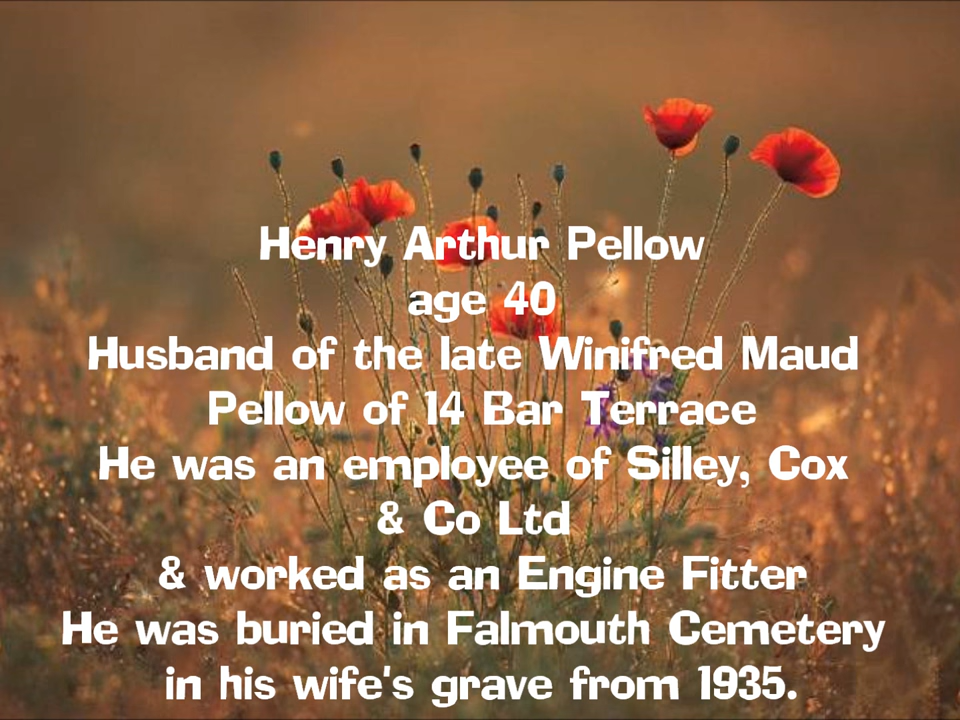 Henry Arthur Pellow
age 40
Husband of the late Winifred Maud
Pellow of 14 Bar Terrace
He was an employee of Silley, Cox
& Co Ltd
& worked as an Engine Fitter
He was buried in Falmouth Cemetery
in his wife's grave from 1935.